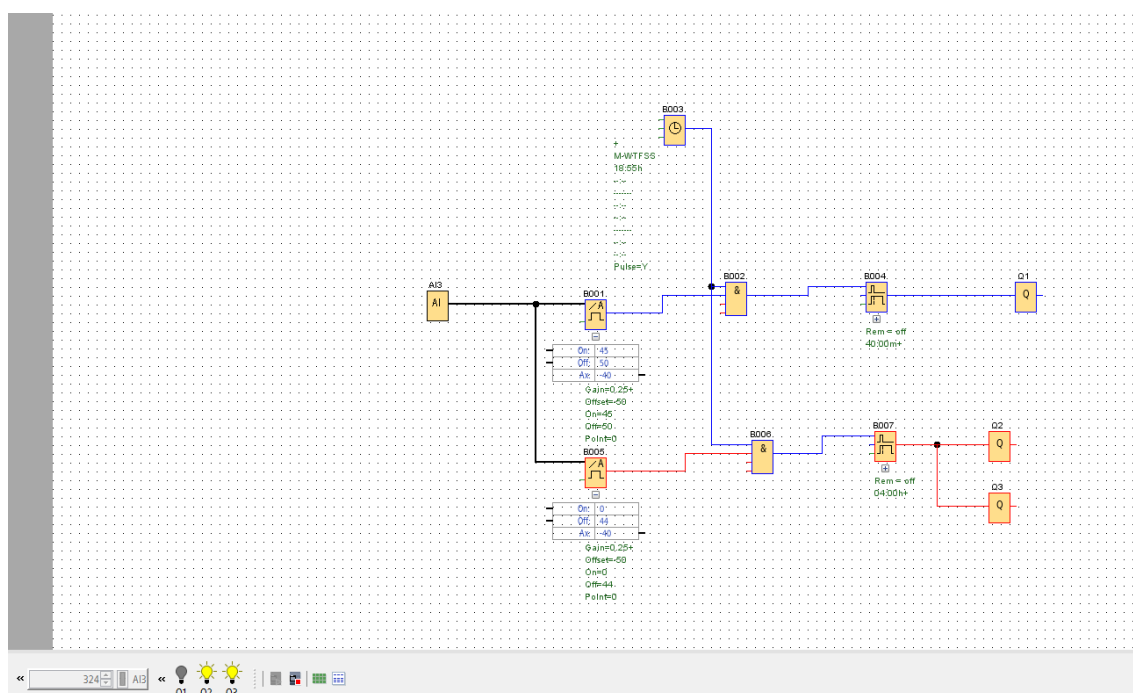 B003
+
M-WTFSS
18:55h
--:--
-------
--:--
--:--
-------
--:--
--:--
Pulse=Y
AI3
AI
B001
A
B002
&
B004
Q1
Q
Rem = off
40:00m+
On: 45
Off: 50
Ax: -40
Gain=0.25+
Offset=-50
On=45
Off=50
Point=0
B005
A
B006
&
B007
Q2
Q
Rem = off
04:00h+
Q3
Q
On: 0
Off: 44
Ax: -40
Gain=0.25+
Offset=-50
On=0
Off=44
Point=0
« 324 AI3 «
Q1 Q2 Q3